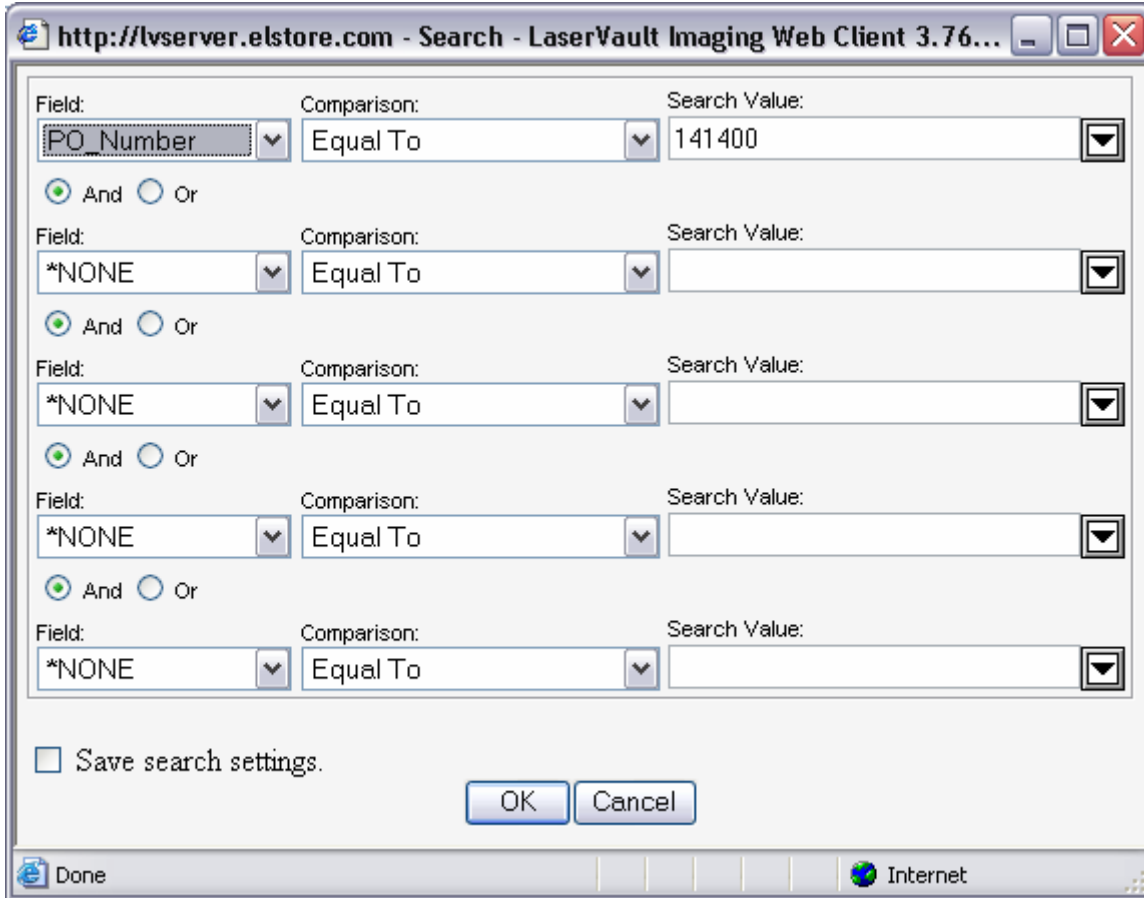 http://lvserver.elstore.com - Search - LaserVault Imaging Web Client 3.76...
Field: Comparison: Search Value:
PO_Number Equal To 141400
And Or
Field: Comparison: Search Value:
*NONE Equal To
And Or
Field: Comparison: Search Value:
*NONE Equal To
And Or
Field: Comparison: Search Value:
*NONE Equal To
And Or
Field: Comparison: Search Value:
*NONE Equal To
Save search settings.
OK Cancel
Done Internet